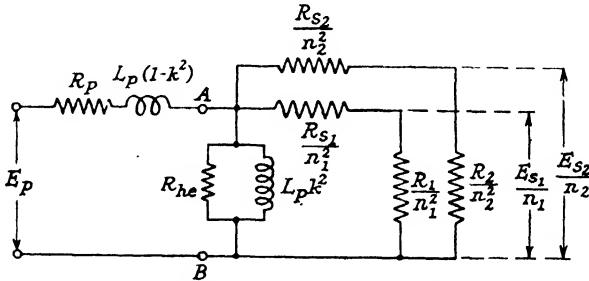 R_{S_2}
n_2^2
R_P L_P(1-k^2) A
R_{S_1}
n_1^2
E_P
R_{he} L_P k^2
R_1
n_1^2
R_2
n_2^2
E_{S_1}
n_1
E_{S_2}
n_2
B